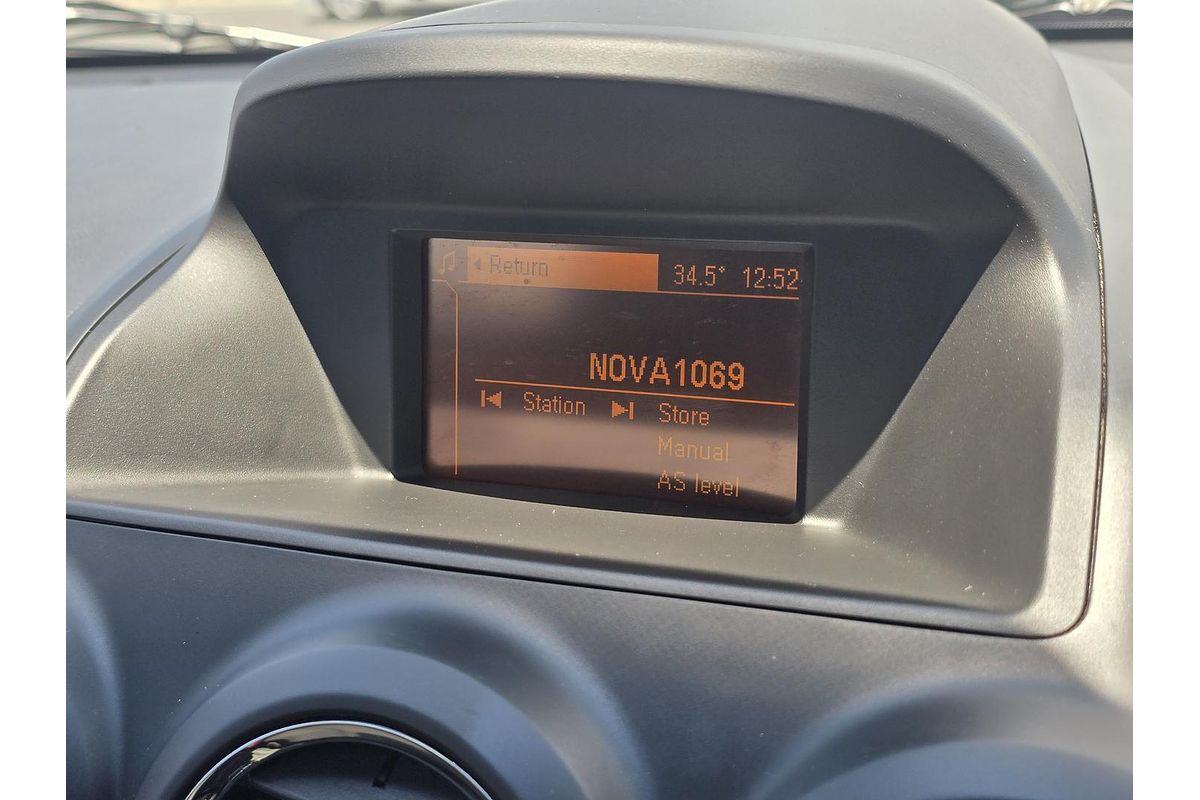 Return 34.5° 12:52
NOVA1069
Station Store
Manual
AS level